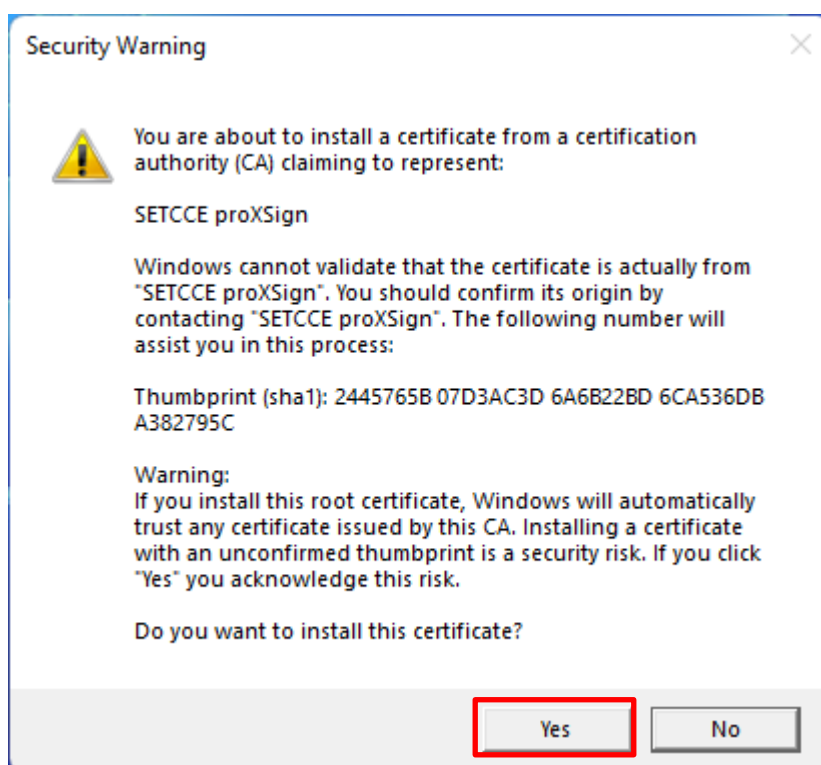 Security Warning
You are about to install a certificate from a certification
authority (CA) claiming to represent:
SETCCE proXSign
Windows cannot validate that the certificate is actually from
"SETCCE proXSign". You should confirm its origin by
contacting "SETCCE proXSign". The following number will
assist you in this process:
Thumbprint (sha1): 2445765B 07D3AC3D 6A6B22BD 6CA536DB
A382795C
Warning:
If you install this root certificate, Windows will automatically
trust any certificate issued by this CA. Installing a certificate
with an unconfirmed thumbprint is a security risk. If you click
"Yes" you acknowledge this risk.
Do you want to install this certificate?
Yes No